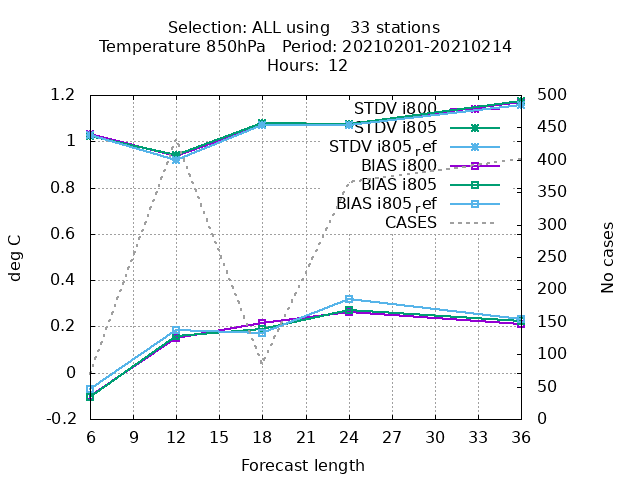 Selection: ALL using    33 stations
Temperature 850hPa   Period: 20210201-20210214
Hours:  12
1.2
1
0.8
0.6
0.4
0.2
0
-0.2
deg C
STDV i800
STDV i805
STDV i805ref
BIAS i800
BIAS i805
BIAS i805ref
CASES
500
450
400
350
300
250
200
150
100
50
0
No cases
6 9 12 15 18 21 24 27 30 33 36
Forecast length